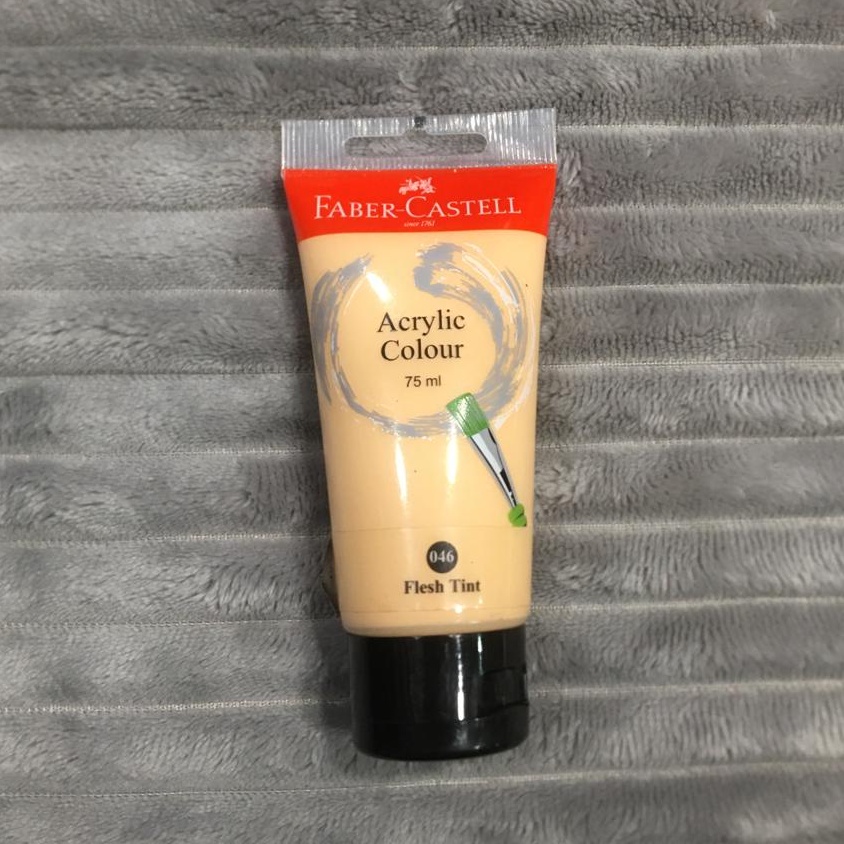 FABER-CASTELL
since 1761
Acrylic
Colour
75 ml
046
Flesh Tint